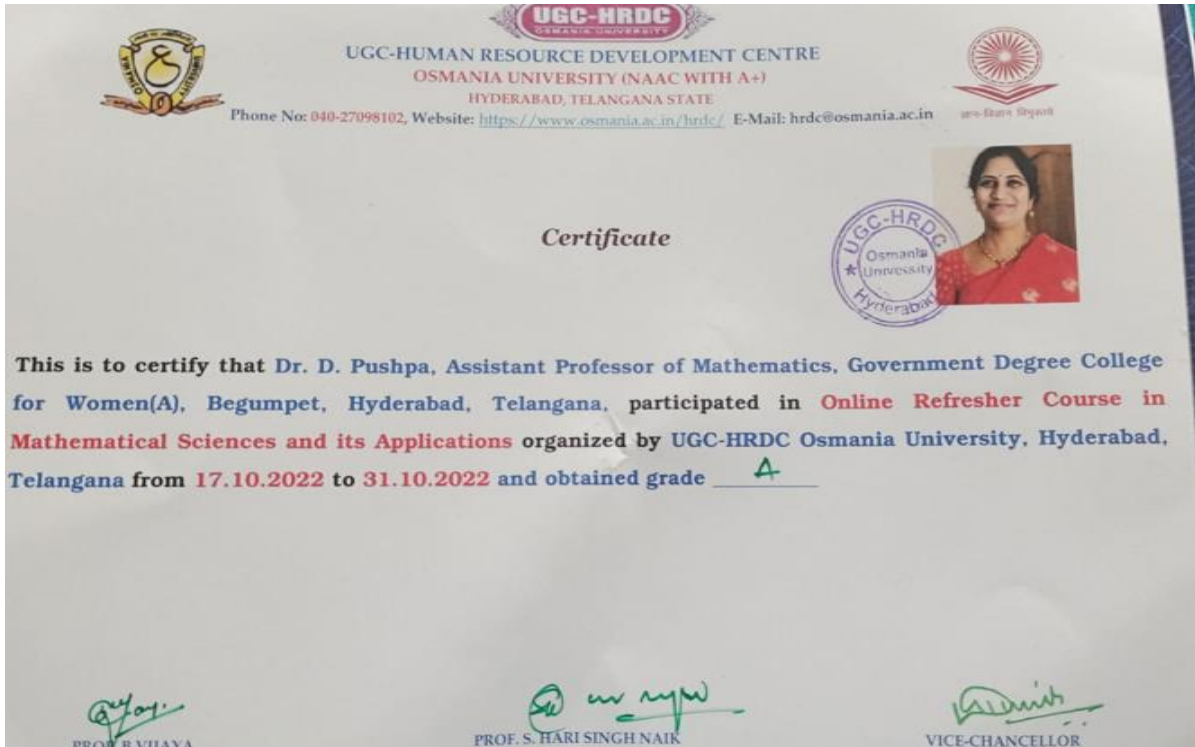 UGC-HRDC
OSMANIA UNIVERSITY
UGC-HUMAN RESOURCE DEVELOPMENT CENTRE
OSMANIA UNIVERSITY (NAAC WITH A+)
HYDERABAD, TELANGANA STATE
Phone No: 040-27098102, Website: https://www.osmania.ac.in/hrdc/ E-Mail: hrdc@osmania.ac.in
ज्ञान-विज्ञान विमुक्तये
Certificate
UGC-HRDC
Osmania
University
Hyderabad
This is to certify that Dr. D. Pushpa, Assistant Professor of Mathematics, Government Degree College
for Women(A), Begumpet, Hyderabad, Telangana, participated in Online Refresher Course in
Mathematical Sciences and its Applications organized by UGC-HRDC Osmania University, Hyderabad,
Telangana from 17.10.2022 to 31.10.2022 and obtained grade A
PROF. B VIJAYA
PROF. S. HARI SINGH NAIK
VICE-CHANCELLOR